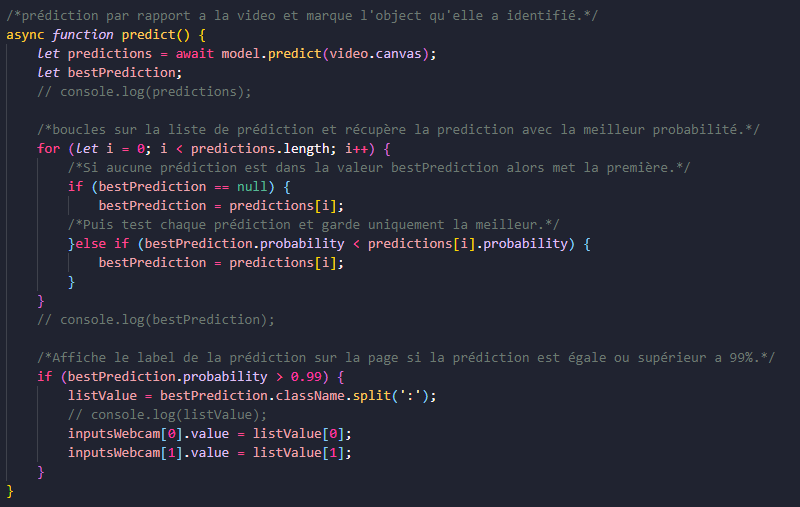 /*prédiction par rapport a la video et marque l'object qu'elle a identifié.*/
async function predict() {
let predictions = await model.predict(video.canvas);
let bestPrediction;
// console.log(predictions);
/*boucles sur la liste de prédiction et récupère la prediction avec la meilleur probabilité.*/
for (let i = 0; i < predictions.length; i++) {
/*Si aucune prédiction est dans la valeur bestPrediction alors met la première.*/
if (bestPrediction == null) {
bestPrediction = predictions[i];
/*Puis test chaque prédiction et garde uniquement la meilleur.*/
}else if (bestPrediction.probability < predictions[i].probability) {
bestPrediction = predictions[i];
}
}
// console.log(bestPrediction);
/*Affiche le label de la prédiction sur la page si la prédiction est égale ou supérieur a 99%.*/
if (bestPrediction.probability > 0.99) {
listValue = bestPrediction.className.split(':');
// console.log(listValue);
inputsWebcam[0].value = listValue[0];
inputsWebcam[1].value = listValue[1];
}
}